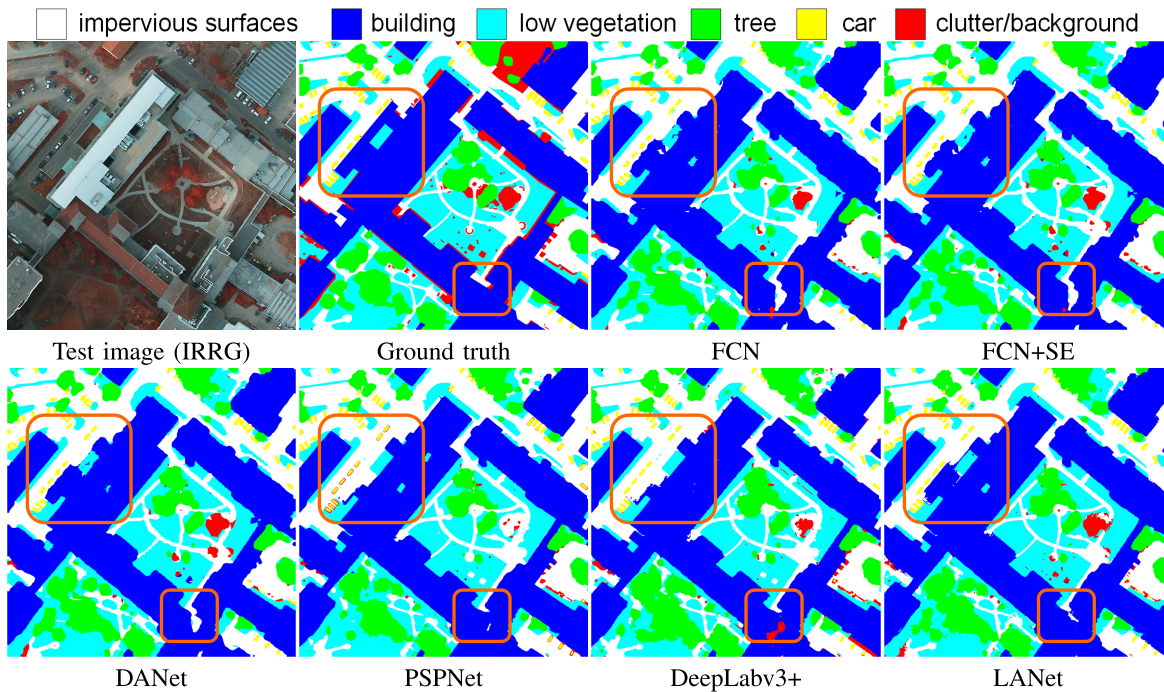 impervious surfaces building low vegetation tree car clutter/background
Test image (IRRG) Ground truth FCN FCN+SE
DANet PSPNet DeepLabv3+ LANet